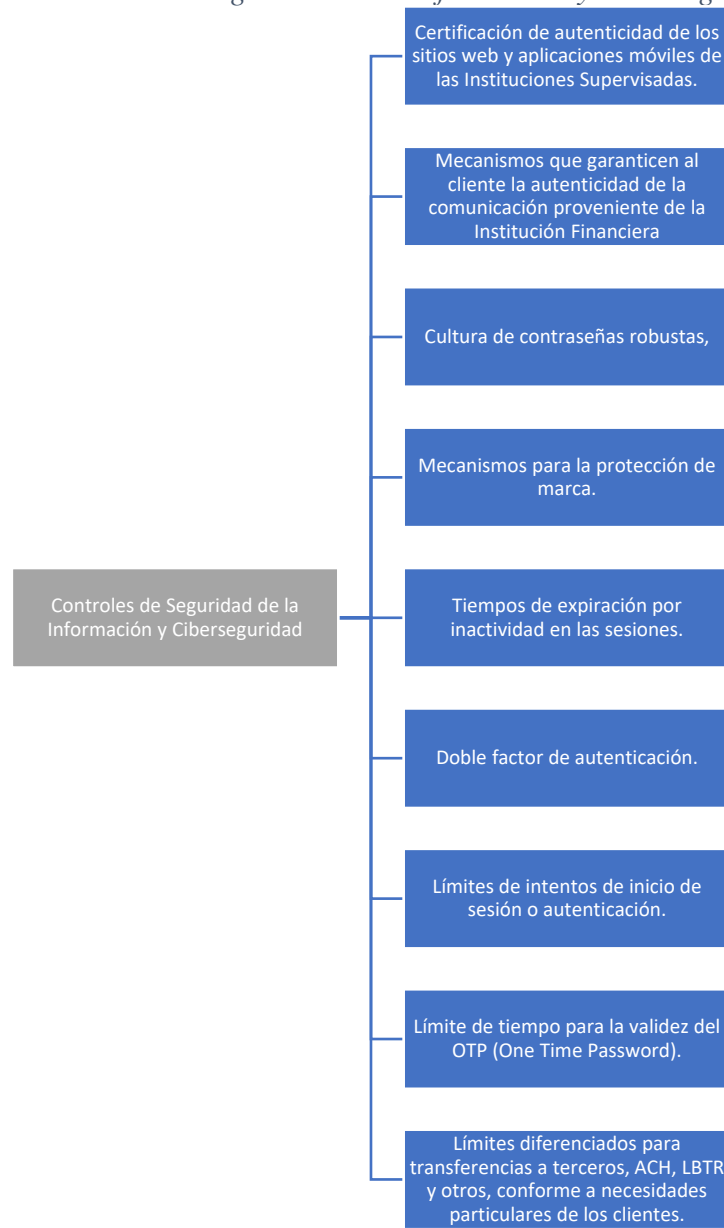 Certificación de autenticidad de los
sitios web y aplicaciones móviles de
las Instituciones Supervisadas.
Mecanismos que garanticen al
cliente la autenticidad de la
comunicación proveniente de la
Institución Financiera
Cultura de contraseñas robustas,
Mecanismos para la protección de
marca.
Controles de Seguridad de la
Información y Ciberseguridad
Tiempos de expiración por
inactividad en las sesiones.
Doble factor de autenticación.
Límites de intentos de inicio de
sesión o autenticación.
Límite de tiempo para la validez del
OTP (One Time Password).
Límites diferenciados para
transferencias a terceros, ACH, LBTR
y otros, conforme a necesidades
particulares de los clientes.